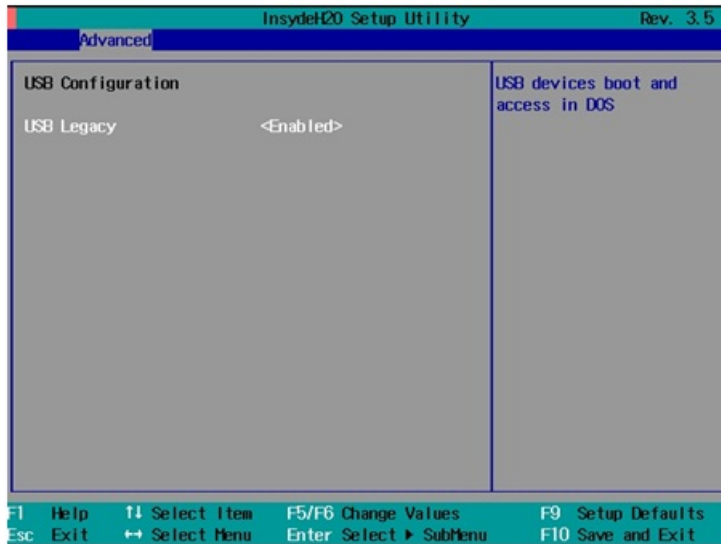 InsydeH2O Setup Utility Rev. 3.5
Advanced
USB Configuration
USB Legacy <Enabled>
USB devices boot and
access in DOS
F1 Help ↑↓ Select Item F5/F6 Change Values F9 Setup Defaults
Esc Exit ↔ Select Menu Enter Select ▶ SubMenu F10 Save and Exit